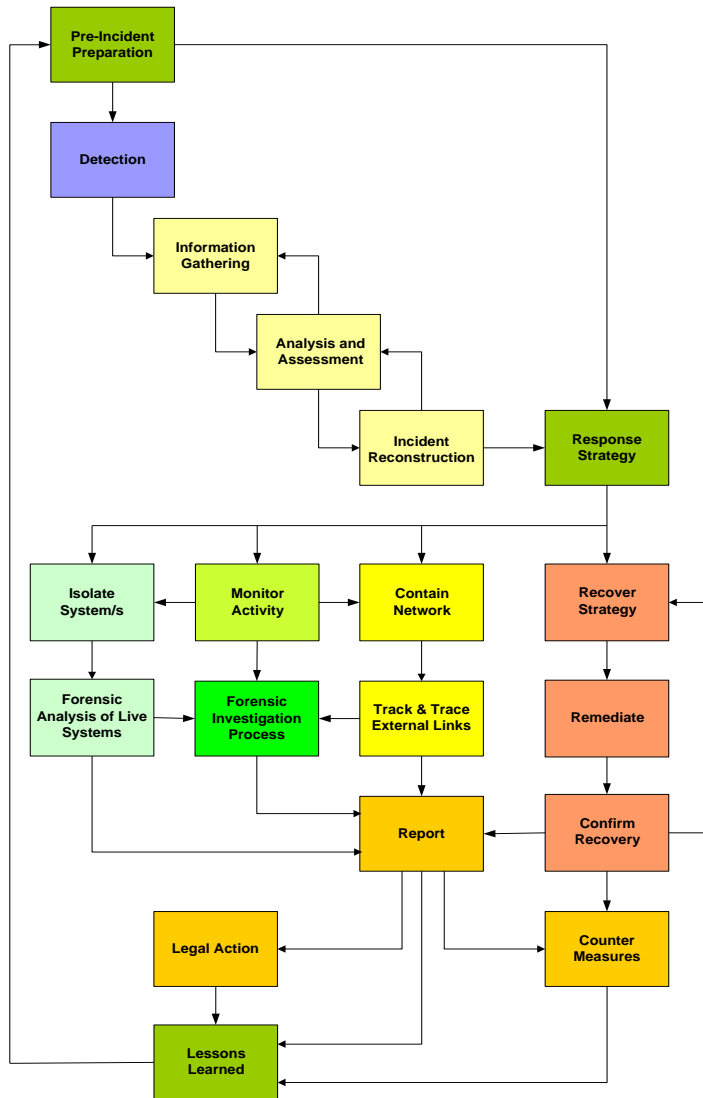 Pre-Incident
Preparation
Detection
Information
Gathering
Analysis and
Assessment
Incident
Reconstruction
Response
Strategy
Isolate
System/s
Monitor
Activity
Contain
Network
Recover
Strategy
Forensic
Analysis of Live
Systems
Forensic
Investigation
Process
Track & Trace
External Links
Remediate
Report
Confirm
Recovery
Legal Action
Counter
Measures
Lessons
Learned